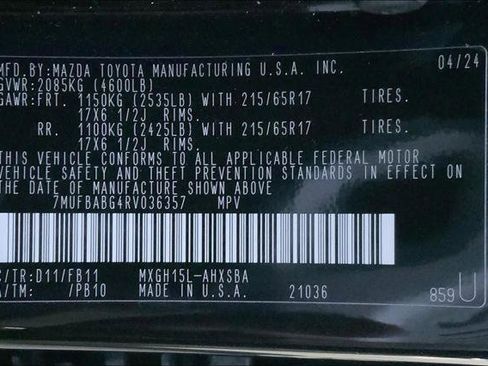 MFD.BY:MAZDA TOYOTA MANUFACTURING U.S.A. INC. 04/24
GVWR:2085KG (4600LB)
GAWR:FRT. 1150KG (2535LB) WITH 215/65R17 TIRES.
17X6 1/2J RIMS.
RR. 1100KG (2425LB) WITH 215/65R17 TIRES.
17X6 1/2J RIMS.
THIS VEHICLE CONFORMS TO ALL APPLICABLE FEDERAL MOTOR
VEHICLE SAFETY AND THEFT PREVENTION STANDARDS IN EFFECT ON
THE DATE OF MANUFACTURE SHOWN ABOVE
7MUFBABG4RV036357 MPV
C/TR:D11/FB11 MXGH15L-AHXSBA
A/TM: /PB10 MADE IN U.S.A. 21036 859U